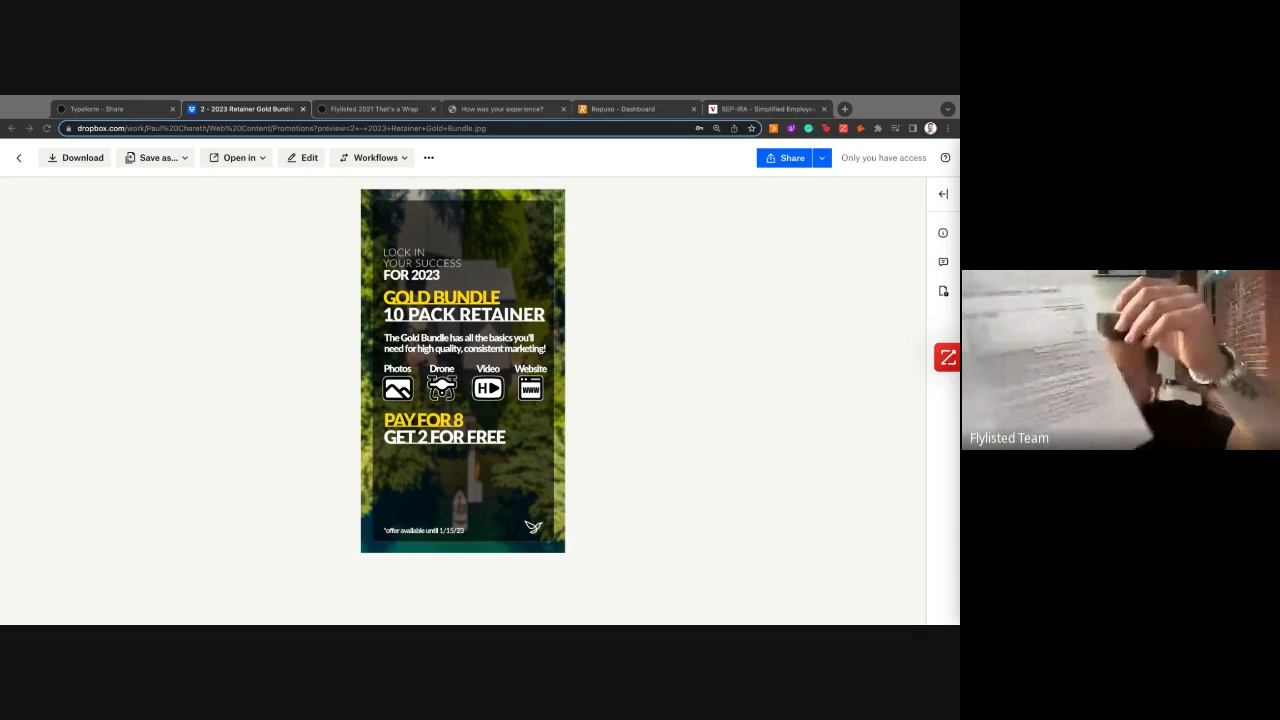 Typeform - Share
2 - 2023 Retainer Gold Bundle
Flylisted 2021 That's a Wrap
How was your experience?
Repuso - Dashboard
SEP-IRA - Simplified Employe
dropbox.com/work/Paul%20Chareth/Web%20Content/Promotions?preview=2+-+2023+Retainer+Gold+Bundle.jpg
Download
Save as...
Open in
Edit
Workflows
Share
Only you have access
LOCK IN
YOUR SUCCESS
FOR 2023
GOLD BUNDLE
10 PACK RETAINER
The Gold Bundle has all the basics you'll
need for high quality, consistent marketing!
Photos Drone Video Website
HD
WWW
PAY FOR 8
GET 2 FOR FREE
*offer available until 1/15/23
Flylisted Team